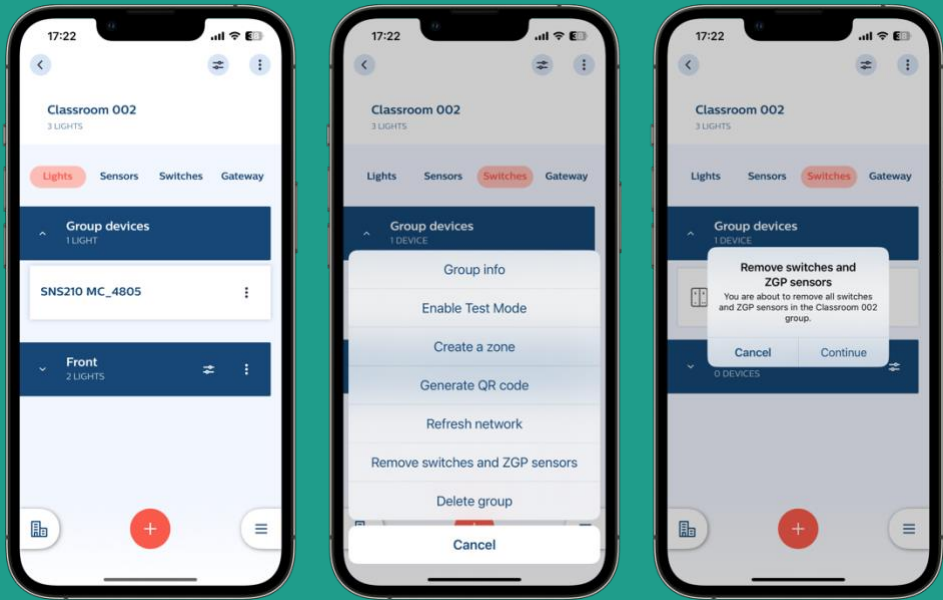 17:22
Classroom 002
3 LIGHTS
Lights Sensors Switches Gateway
Group devices
1 LIGHT
SNS210 MC_4805
Front
2 LIGHTS
17:22
Classroom 002
3 LIGHTS
Lights Sensors Switches Gateway
Group devices
1 DEVICE
Group info
Enable Test Mode
Create a zone
Generate QR code
Refresh network
Remove switches and ZGP sensors
Delete group
Cancel
17:22
Classroom 002
3 LIGHTS
Lights Sensors Switches Gateway
Group devices
1 DEVICE
Remove switches and
ZGP sensors
You are about to remove all switches
and ZGP sensors in the Classroom 002
group.
Cancel Continue
0 DEVICES